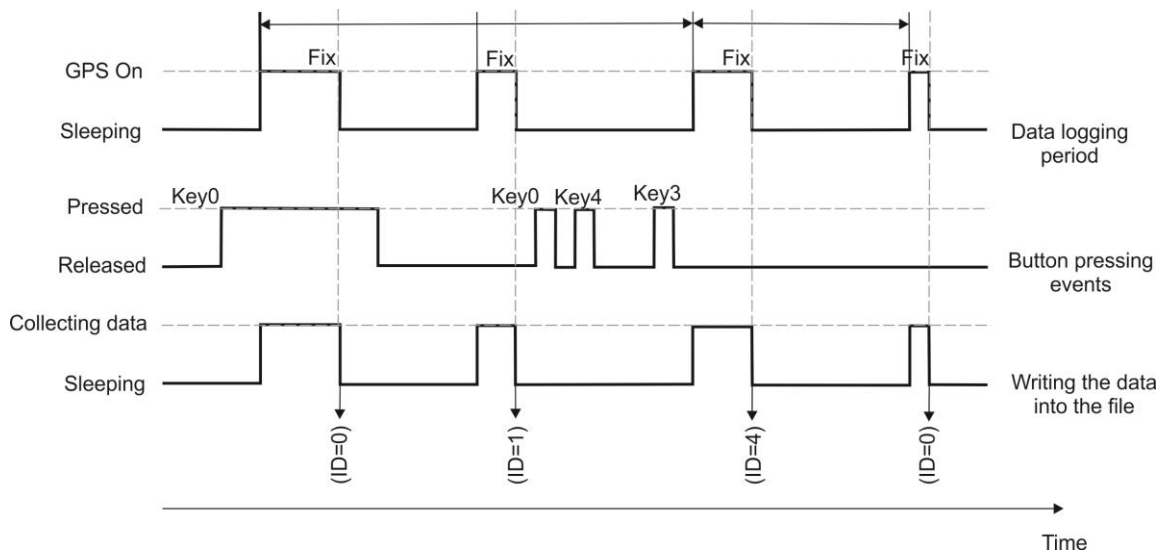 GPS On
Fix
Fix
Fix
Fix
Sleeping
Data logging
period
Pressed
Key0
Key0
Key4
Key3
Released
Button pressing
events
Collecting data
Sleeping
Writing the data
into the file
(ID=0)
(ID=1)
(ID=4)
(ID=0)
Time